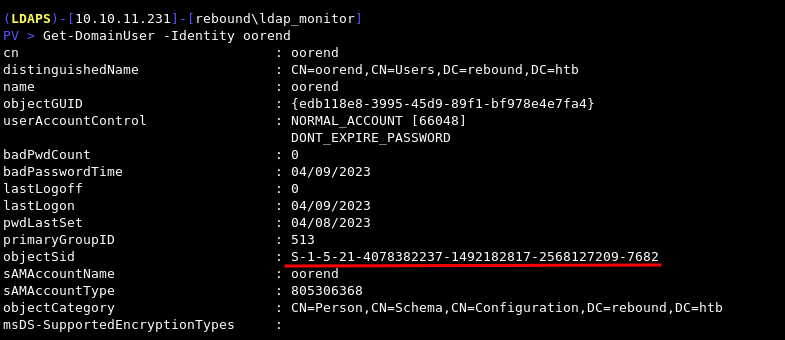 (LDAPS)-[10.10.11.231]-[rebound\ldap_monitor]
PV > Get-DomainUser -Identity oorend
cn                                : oorend
distinguishedName                 : CN=oorend,CN=Users,DC=rebound,DC=htb
name                              : oorend
objectGUID                        : {edb118e8-3995-45d9-89f1-bf978e4e7fa4}
userAccountControl                : NORMAL_ACCOUNT [66048]
                                    DONT_EXPIRE_PASSWORD
badPwdCount                       : 0
badPasswordTime                   : 04/09/2023
lastLogoff                        : 0
lastLogon                         : 04/09/2023
pwdLastSet                        : 04/08/2023
primaryGroupID                    : 513
objectSid                         : S-1-5-21-4078382237-1492182817-2568127209-7682
sAMAccountName                    : oorend
sAMAccountType                    : 805306368
objectCategory                    : CN=Person,CN=Schema,CN=Configuration,DC=rebound,DC=htb
msDS-SupportedEncryptionTypes     :